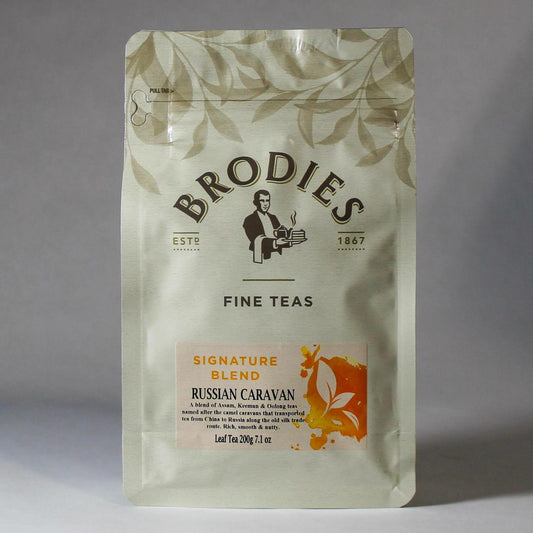 PULL TAB >
BRODIES
ESTD 1867
FINE TEAS
SIGNATURE
BLEND
RUSSIAN CARAVAN
A blend of Assam, Keemun & Oolong teas
named after the camel caravans that transported
tea from China to Russia along the old silk trade
route. Rich, smooth & nutty.
Leaf Tea 200g 7.1 oz